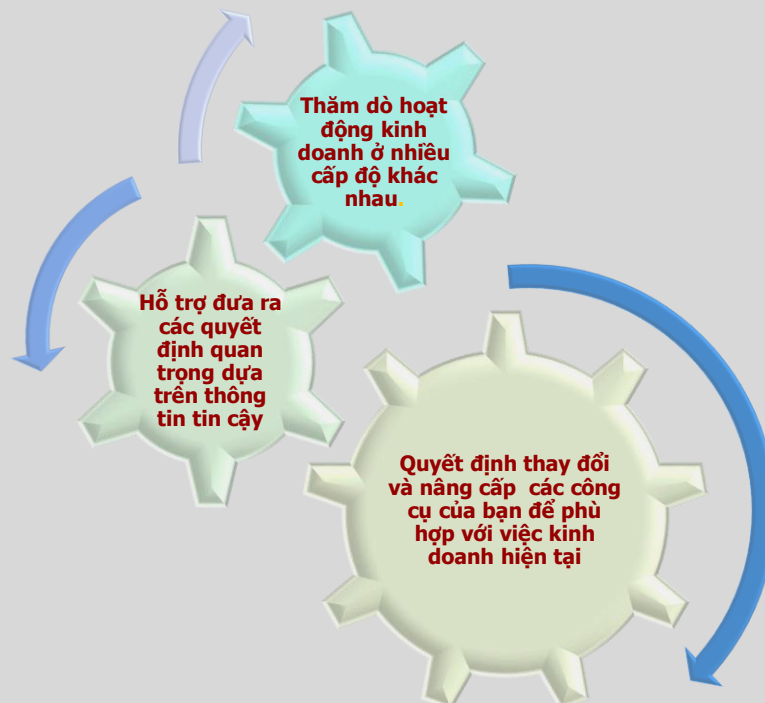 Thăm dò hoạt
động kinh
doanh ở nhiều
cấp độ khác
nhau.
Hỗ trợ đưa ra
các quyết
định quan
trọng dựa
trên thông
tin tin cậy
Quyết định thay đổi
và nâng cấp  các công
cụ của bạn để phù
hợp với việc kinh
doanh hiện tại